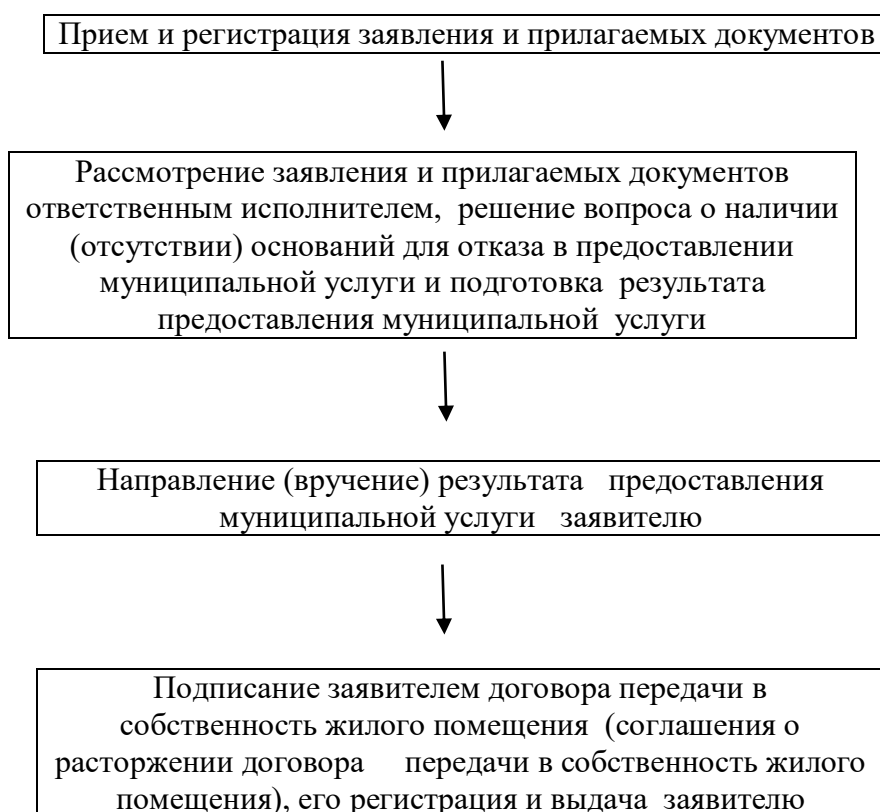 Прием и регистрация заявления и прилагаемых документов
Рассмотрение заявления и прилагаемых документов
ответственным исполнителем, решение вопроса о наличии
(отсутствии) оснований для отказа в предоставлении
муниципальной услуги и подготовка результата
предоставления муниципальной услуги
Направление (вручение) результата предоставления
муниципальной услуги заявителю
Подписание заявителем договора передачи в
собственность жилого помещения (соглашения о
расторжении договора передачи в собственность жилого
помещения), его регистрация и выдача заявителю